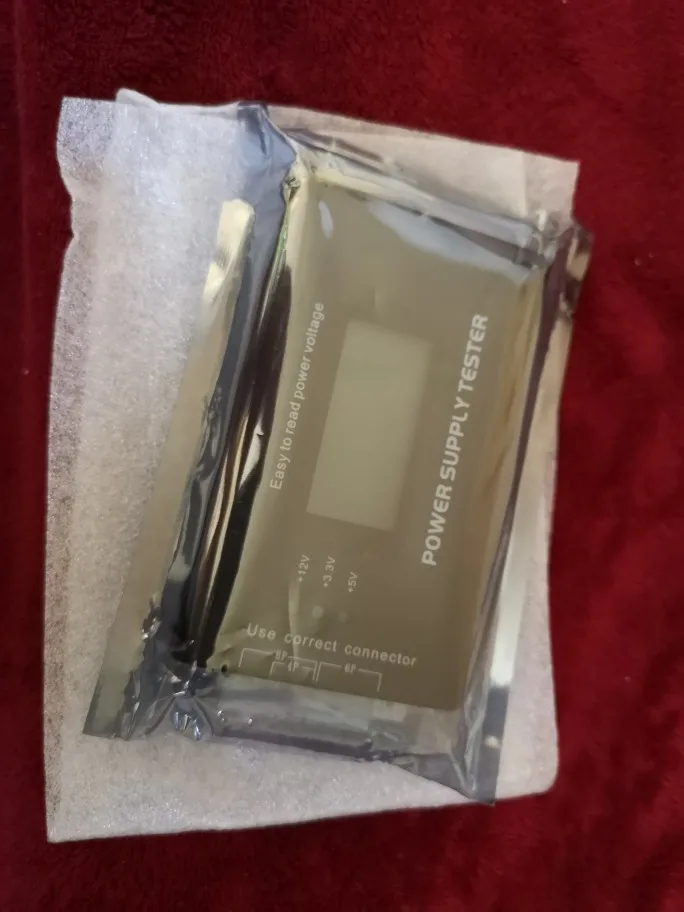 POWER SUPPLY TESTER
Easy to read power voltage
+12V
+3.3V
+5V
Use correct connector
8P
4P
6P